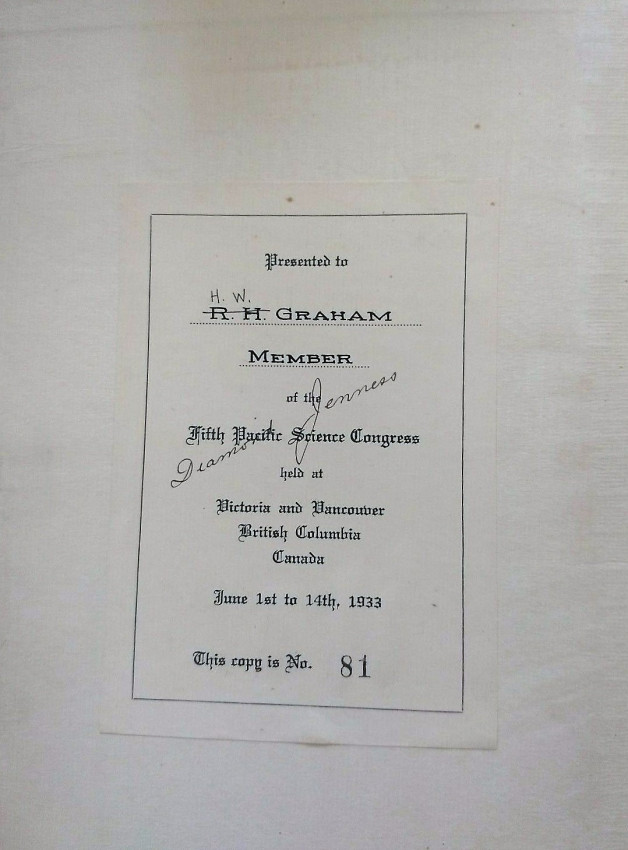 Presented to
H. W.
R. H. GRAHAM
MEMBER
of the
Fifth Pacific Science Congress
Diamond Jenness
held at
Victoria and Vancouver
British Columbia
Canada
June 1st to 14th, 1933
This copy is No. 81